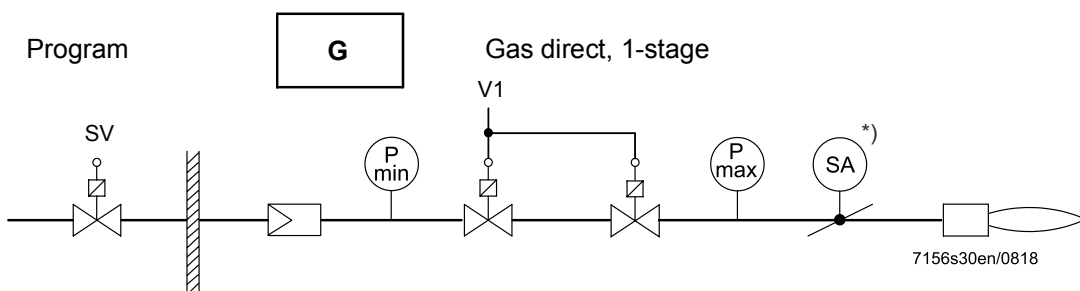 Program G Gas direct, 1-stage
V1
SV
P min
P max
SA *)
7156s30en/0818